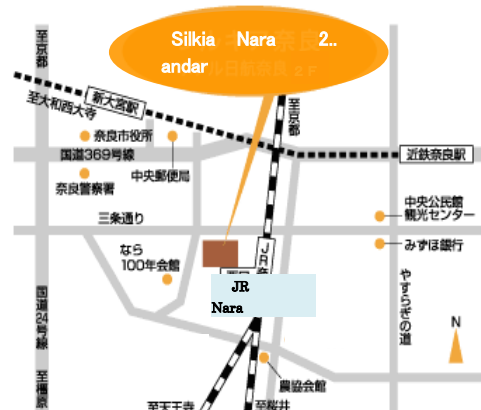 Silkia Nara 2..
andar
至京都
至京都
新大宮駅
至大和西大寺
奈良市役所
国道369号線
中央郵便局
奈良警察署
近鉄奈良駅
中央公民館
観光センター
三条通り
みずほ銀行
なら
100年会館
JR
Nara
国道24号線
やすらぎの道
N
農協会館
至橿原
至天王寺
至桜井